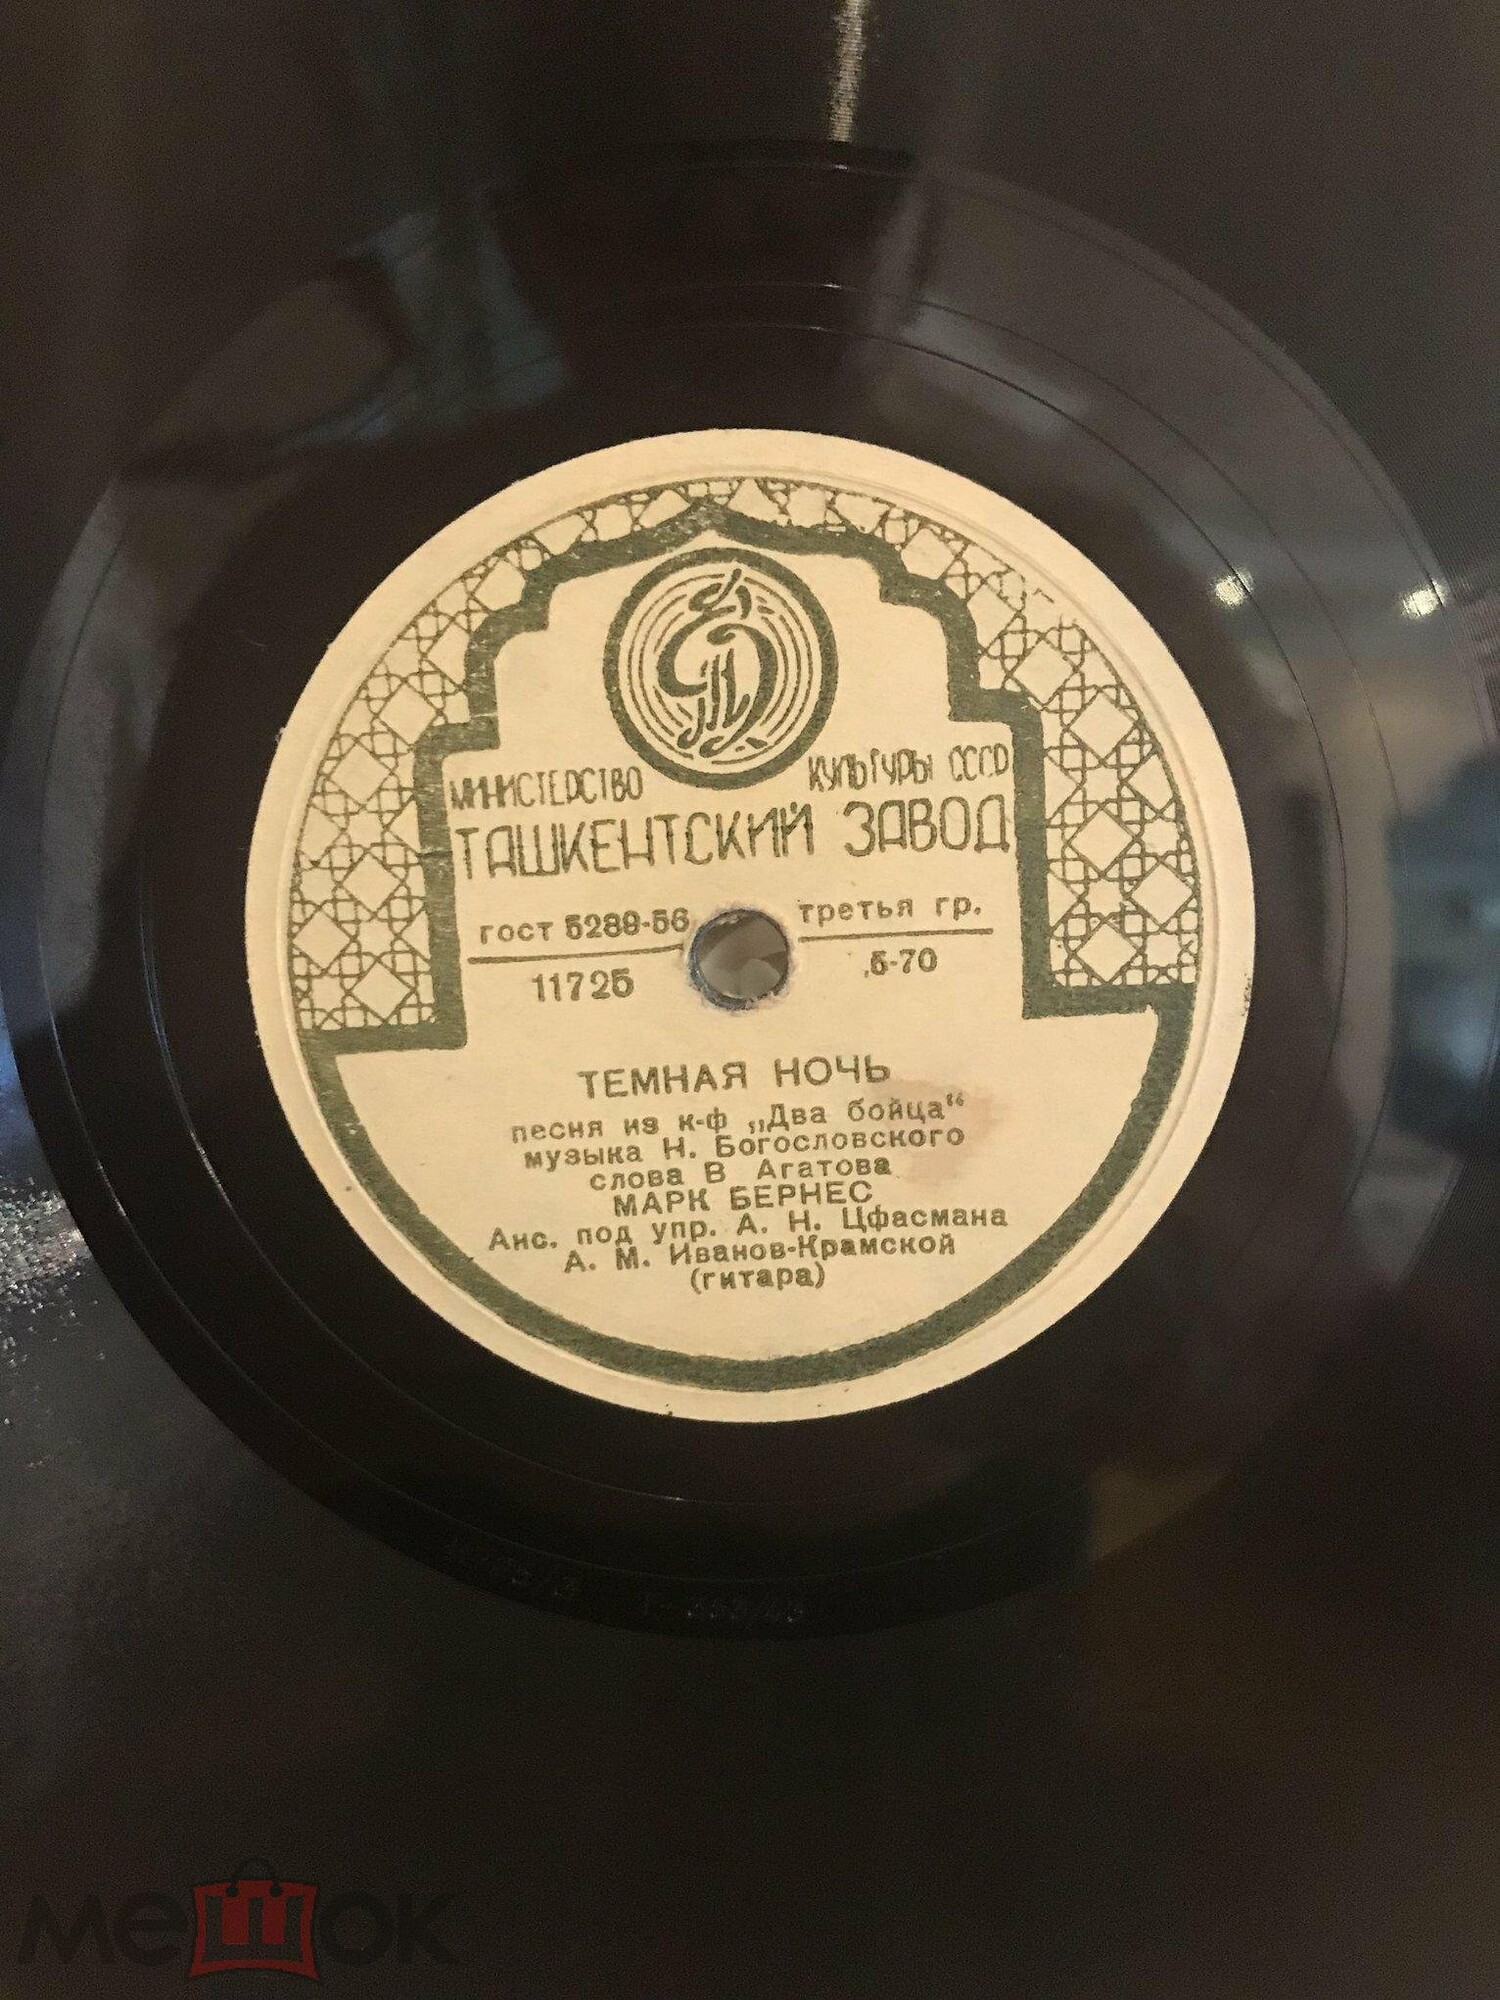 МИНИСТЕРСТВО КУЛЬТУРЫ СССР
ТАШКЕНТСКИЙ ЗАВОД
гост 5289-56 третья гр.
11725 5-70
ТЕМНАЯ НОЧЬ
песня из к-ф „Два бойца“
музыка Н. Богословского
слова В Агатова
МАРК БЕРНЕС
Анс. под упр. А. Н. Цфасмана
А. М. Иванов-Крамской
(гитара)
мешок